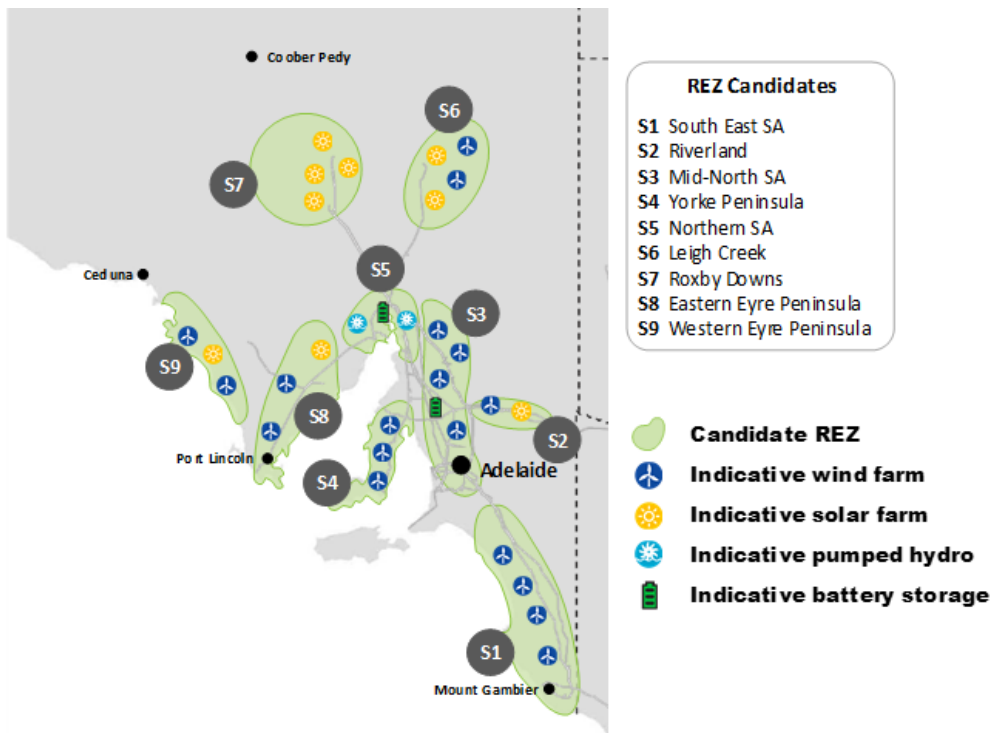 Coober Pedy
S6
S7
S5
Ceduna
S3
S9
S8
S2
Port Lincoln
Adelaide
S4
S1
Mount Gambier
REZ Candidates
S1 South East SA
S2 Riverland
S3 Mid-North SA
S4 Yorke Peninsula
S5 Northern SA
S6 Leigh Creek
S7 Roxby Downs
S8 Eastern Eyre Peninsula
S9 Western Eyre Peninsula
Candidate REZ
Indicative wind farm
Indicative solar farm
Indicative pumped hydro
Indicative battery storage